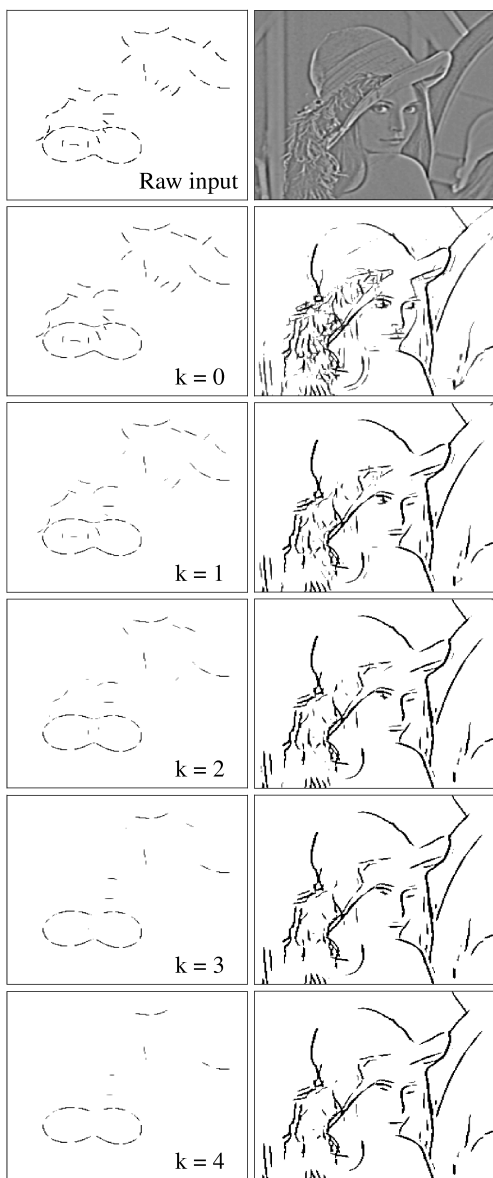 Raw input
k = 0
k = 1
k = 2
k = 3
k = 4